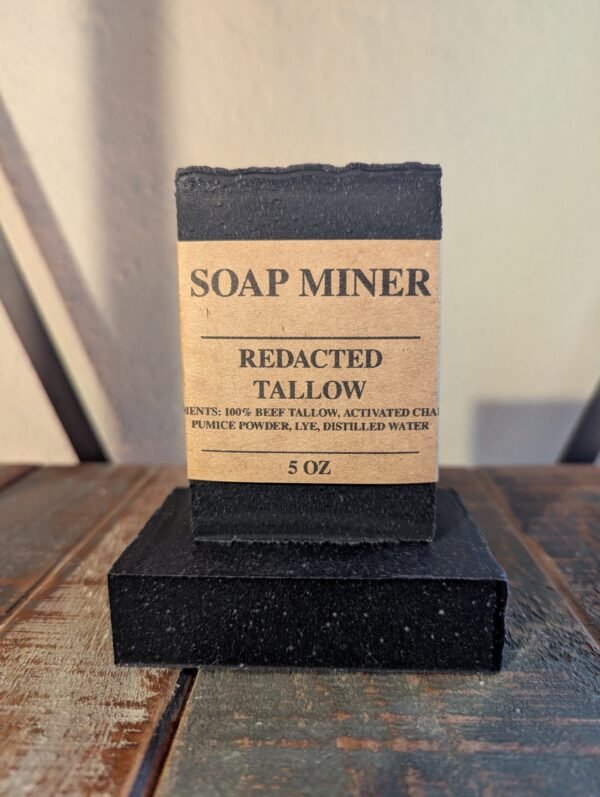 SOAP MINER
REDACTED
TALLOW
100% BEEF TALLOW, ACTIVATED
PUMICE POWDER, LYE, DISTILLED WATER
5 OZ